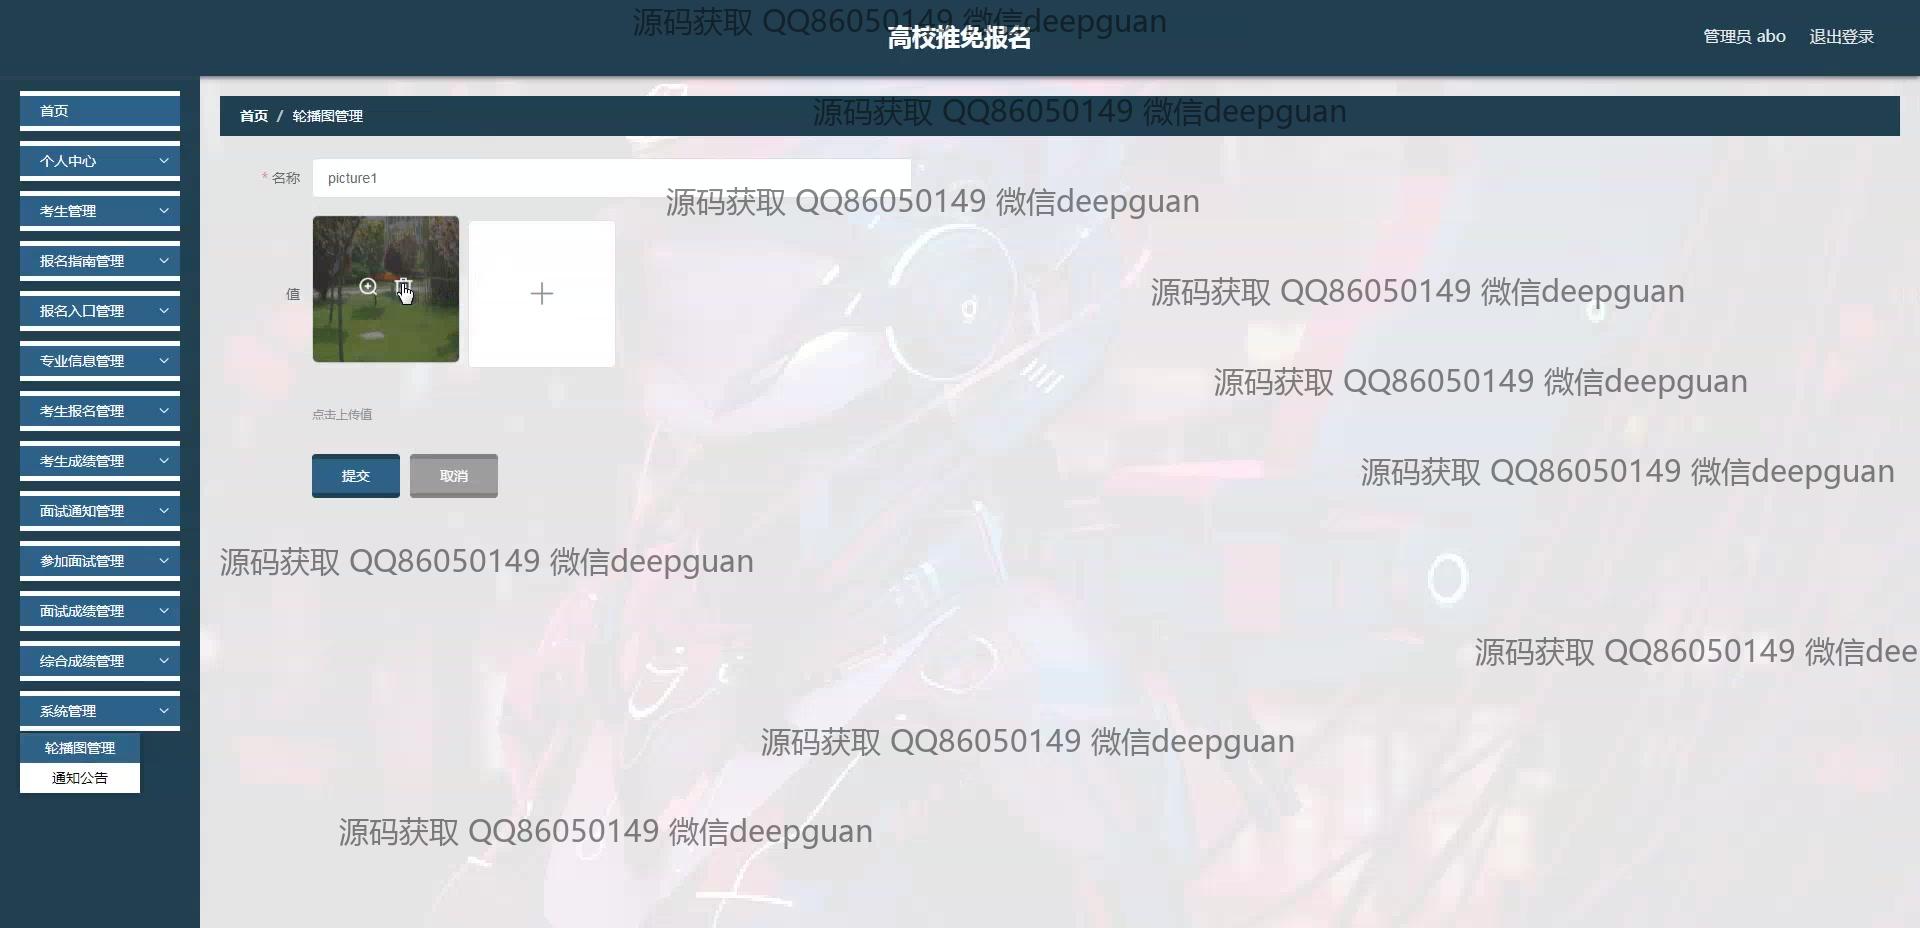 源码获取 QQ86050149 微信deepguan
高校推免报名
管理员 abo
退出登录
首页
个人中心
考生管理
报名指南管理
报名入口管理
专业信息管理
考生报名管理
考生成绩管理
面试通知管理
参加面试管理
面试成绩管理
综合成绩管理
系统管理
轮播图管理
通知公告
首页 / 轮播图管理
源码获取 QQ86050149 微信deepguan
* 名称
picture1
源码获取 QQ86050149 微信deepguan
值
源码获取 QQ86050149 微信deepguan
源码获取 QQ86050149 微信deepguan
点击上传值
提交
取消
源码获取 QQ86050149 微信deepguan
源码获取 QQ86050149 微信deepguan
源码获取 QQ86050149 微信dee
源码获取 QQ86050149 微信deepguan
源码获取 QQ86050149 微信deepguan